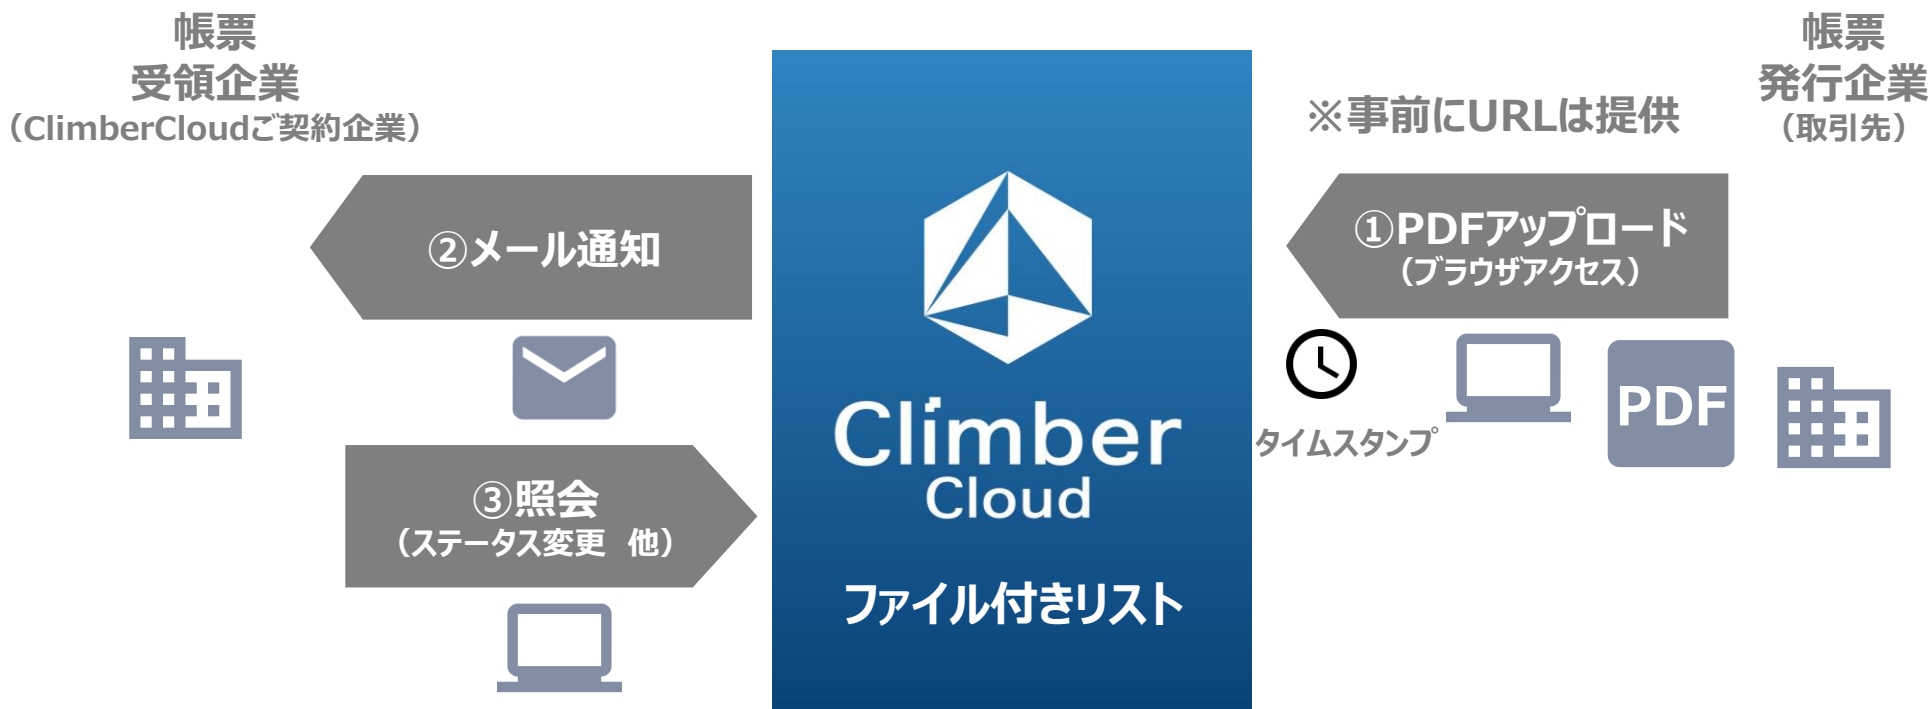 帳票
受領企業
（ClimberCloudご契約企業）
②メール通知
③照会
（ステータス変更　他）
Climber
Cloud
ファイル付きリスト
※事前にURLは提供
帳票
発行企業
（取引先）
①PDFアップロード
（ブラウザアクセス）
タイムスタンプ
PDF